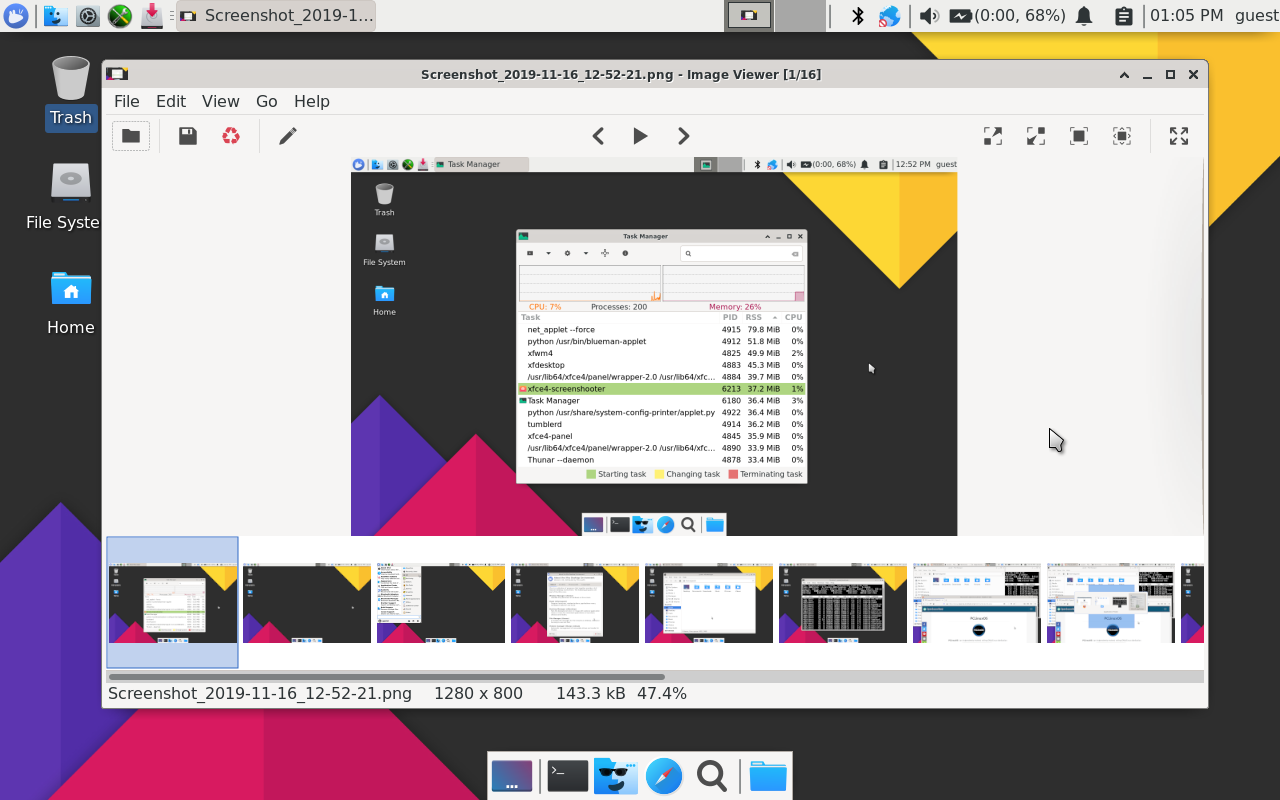 Screenshot_2019-1...
(0:00, 68%)
01:05 PM
guest
Trash
File Syste
Home
Screenshot_2019-11-16_12-52-21.png - Image Viewer [1/16]
File Edit View Go Help
Task Manager
(0:00, 68%)
12:52 PM
guest
Trash
File System
Home
Task Manager
CPU: 7% Processes: 200 Memory: 26%
Task PID RSS CPU
net_applet --force 4915 79.8 MiB 0%
python /usr/bin/blueman-applet 4912 51.8 MiB 0%
xfwm4 4825 49.9 MiB 2%
xfdesktop 4883 45.3 MiB 0%
/usr/lib64/xfce4/panel/wrapper-2.0 /usr/lib64/xfc... 4884 39.7 MiB 0%
xfce4-screenshooter 6213 37.2 MiB 1%
Task Manager 6180 36.4 MiB 3%
python /usr/share/system-config-printer/applet.py 4922 36.4 MiB 0%
tumblerd 4914 36.2 MiB 0%
xfce4-panel 4845 35.9 MiB 0%
/usr/lib64/xfce4/panel/wrapper-2.0 /usr/lib64/xfc... 4890 33.9 MiB 0%
Thunar --daemon 4878 33.4 MiB 0%
Starting task Changing task Terminating task
Screenshot_2019-11-16_12-52-21.png 1280 x 800 143.3 kB 47.4%